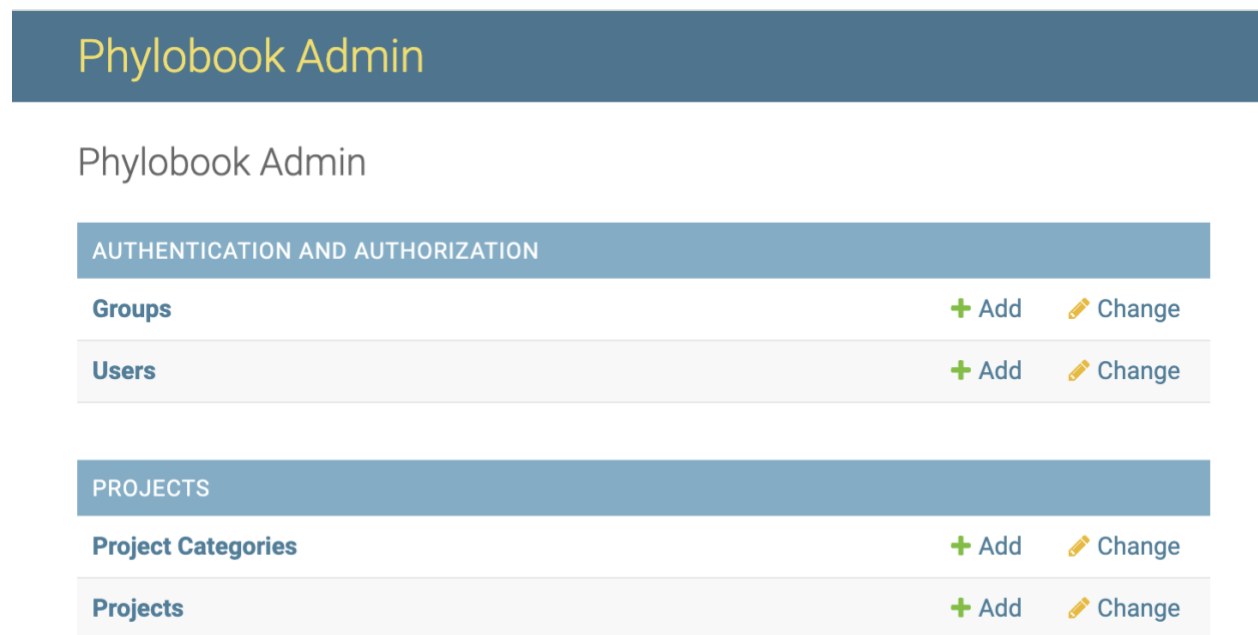 Phylobook Admin
Phylobook Admin
AUTHENTICATION AND AUTHORIZATION
Groups Add Change
Users Add Change
PROJECTS
Project Categories Add Change
Projects Add Change